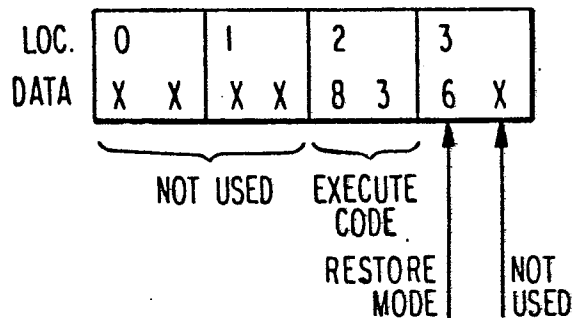 LOC. 0 1 2 3
DATA X X X X 8 3 6 X
NOT USED EXECUTE
CODE
RESTORE NOT
MODE USED